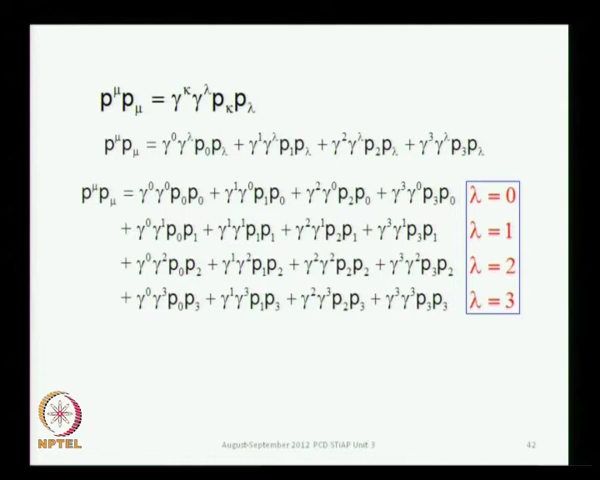 p^μ p_μ = γ^κ γ^λ p_κ p_λ
p^μ p_μ = γ^0 γ^λ p_0 p_λ + γ^1 γ^λ p_1 p_λ + γ^2 γ^λ p_2 p_λ + γ^3 γ^λ p_3 p_λ
p^μ p_μ = γ^0 γ^0 p_0 p_0 + γ^1 γ^0 p_1 p_0 + γ^2 γ^0 p_2 p_0 + γ^3 γ^0 p_3 p_0 λ = 0
+ γ^0 γ^1 p_0 p_1 + γ^1 γ^1 p_1 p_1 + γ^2 γ^1 p_2 p_1 + γ^3 γ^1 p_3 p_1 λ = 1
+ γ^0 γ^2 p_0 p_2 + γ^1 γ^2 p_1 p_2 + γ^2 γ^2 p_2 p_2 + γ^3 γ^2 p_3 p_2 λ = 2
+ γ^0 γ^3 p_0 p_3 + γ^1 γ^3 p_1 p_3 + γ^2 γ^3 p_2 p_3 + γ^3 γ^3 p_3 p_3 λ = 3
NPTEL
August-September 2012 PCD STiAP Unit 3 42